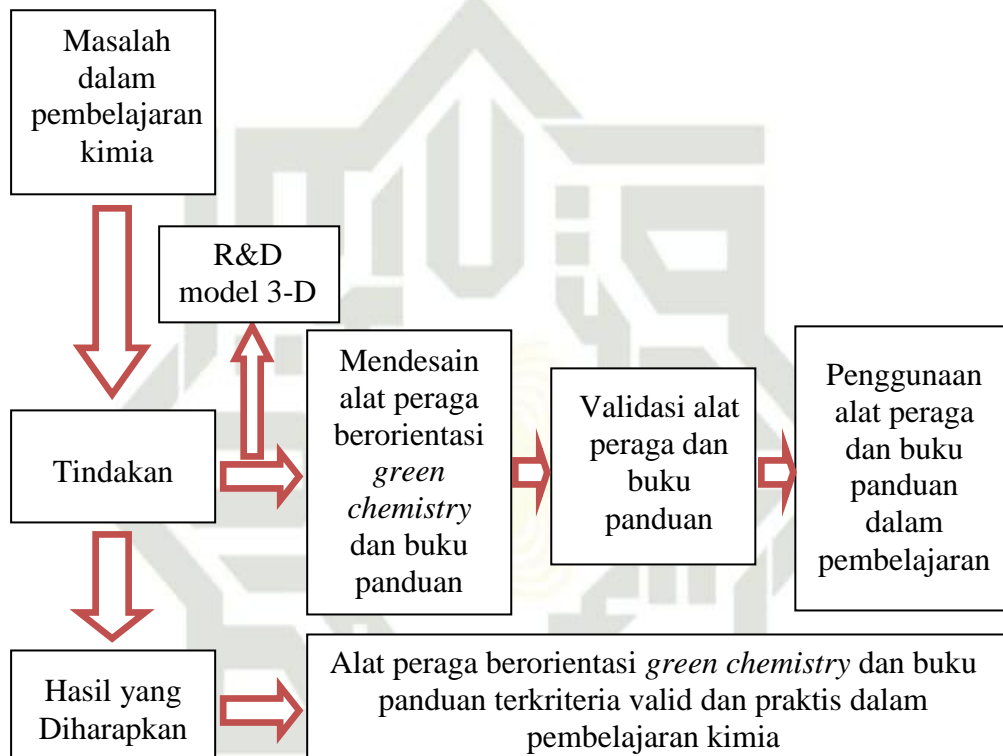 Masalah
dalam
pembelajaran
kimia
R&D
model 3-D
Tindakan
Mendesain
alat peraga
berorientasi
green
chemistry
dan buku
panduan
Validasi alat
peraga dan
buku
panduan
Penggunaan
alat peraga
dan buku
panduan
dalam
pembelajaran
Hasil yang
Diharapkan
Alat peraga berorientasi green chemistry dan buku
panduan terkriteria valid dan praktis dalam
pembelajaran kimia